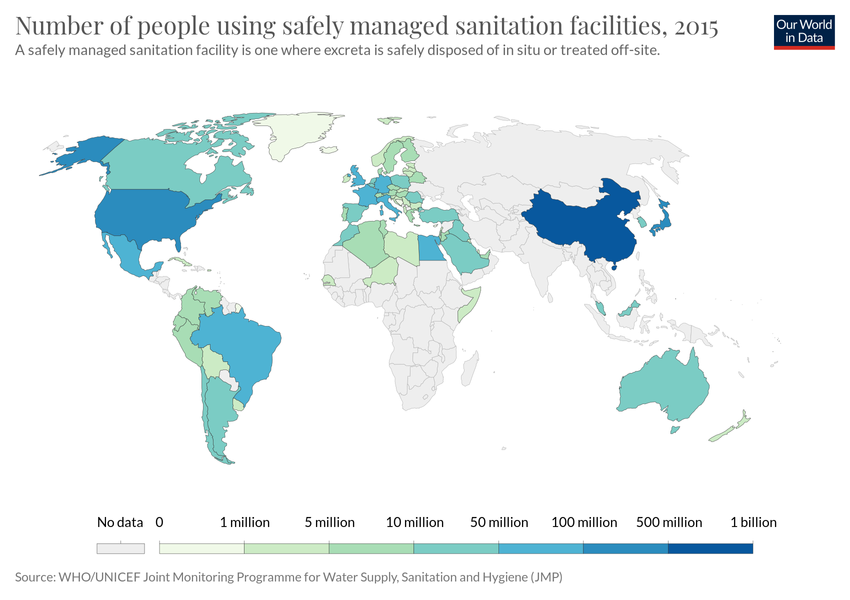 Number of people using safely managed sanitation facilities, 2015
A safely managed sanitation facility is one where excreta is safely disposed of in situ or treated off-site.
Our World
in Data
No data 0 1 million 5 million 10 million 50 million 100 million 500 million 1 billion
Source: WHO/UNICEF Joint Monitoring Programme for Water Supply, Sanitation and Hygiene (JMP)